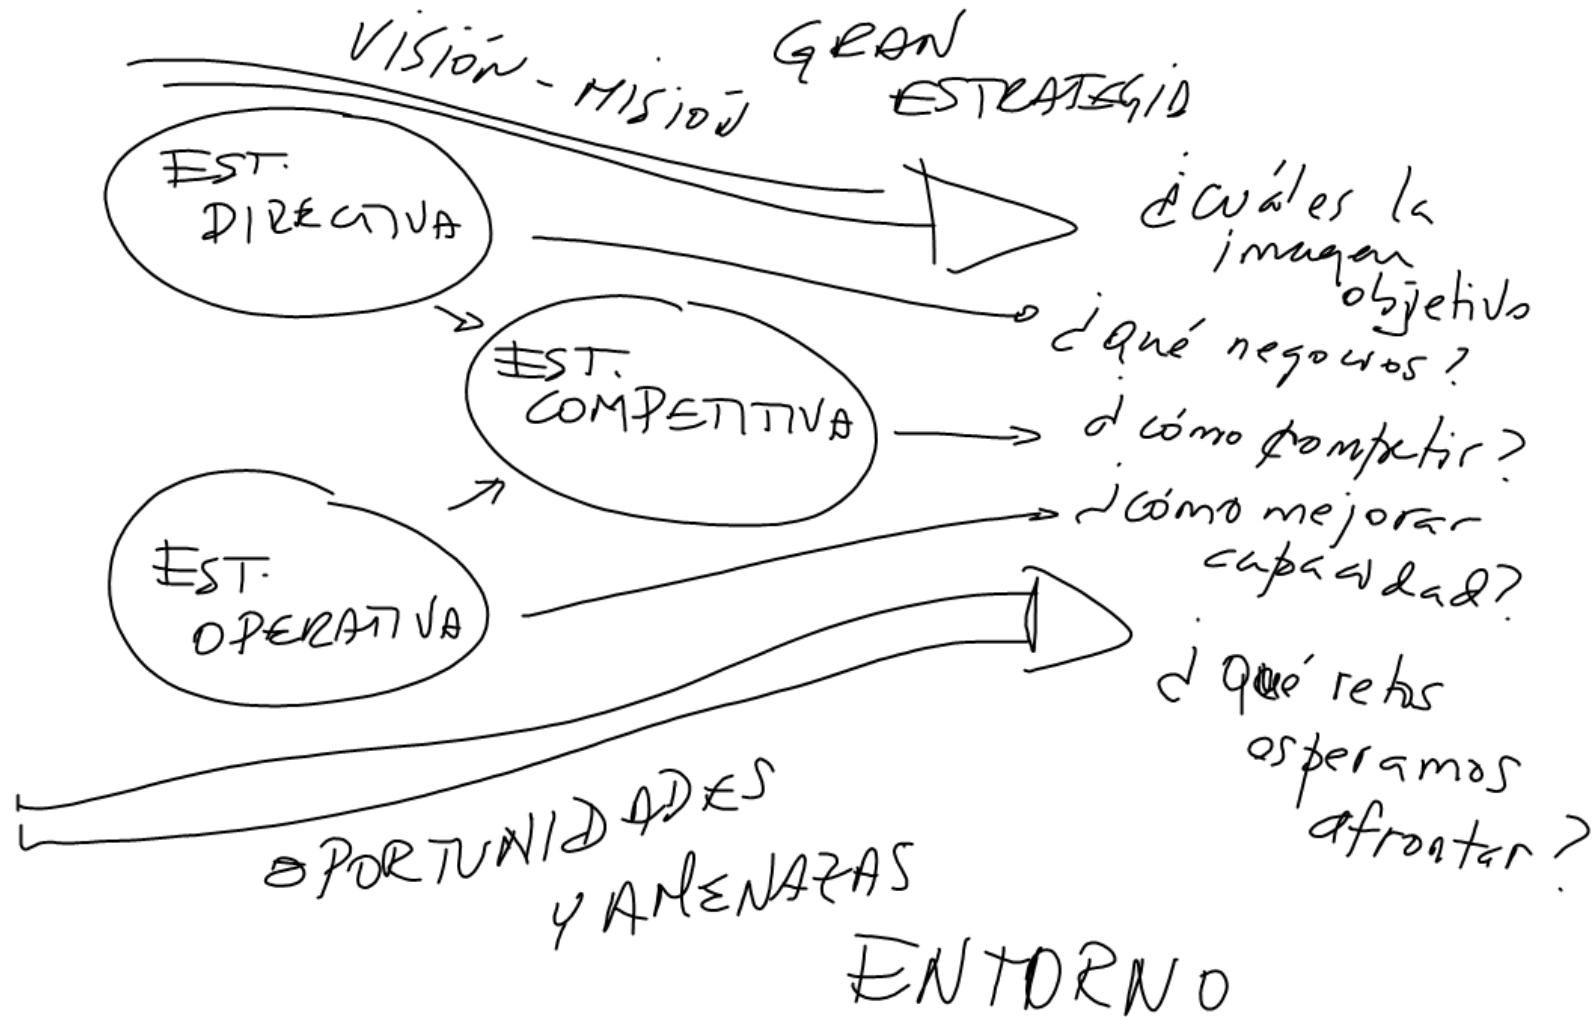 VISIÓN - MISIÓN
GRAN
ESTRATEGIA
EST.
DIRECTIVA
¿cuál es la
imagen
objetivo
¿Qué negocios?
EST.
COMPETITIVA
¿cómo competir?
¿cómo mejorar
capacidad?
EST.
OPERATIVA
¿Qué retos
esperamos
afrontar?
OPORTUNIDADES
Y AMENAZAS
ENTORNO